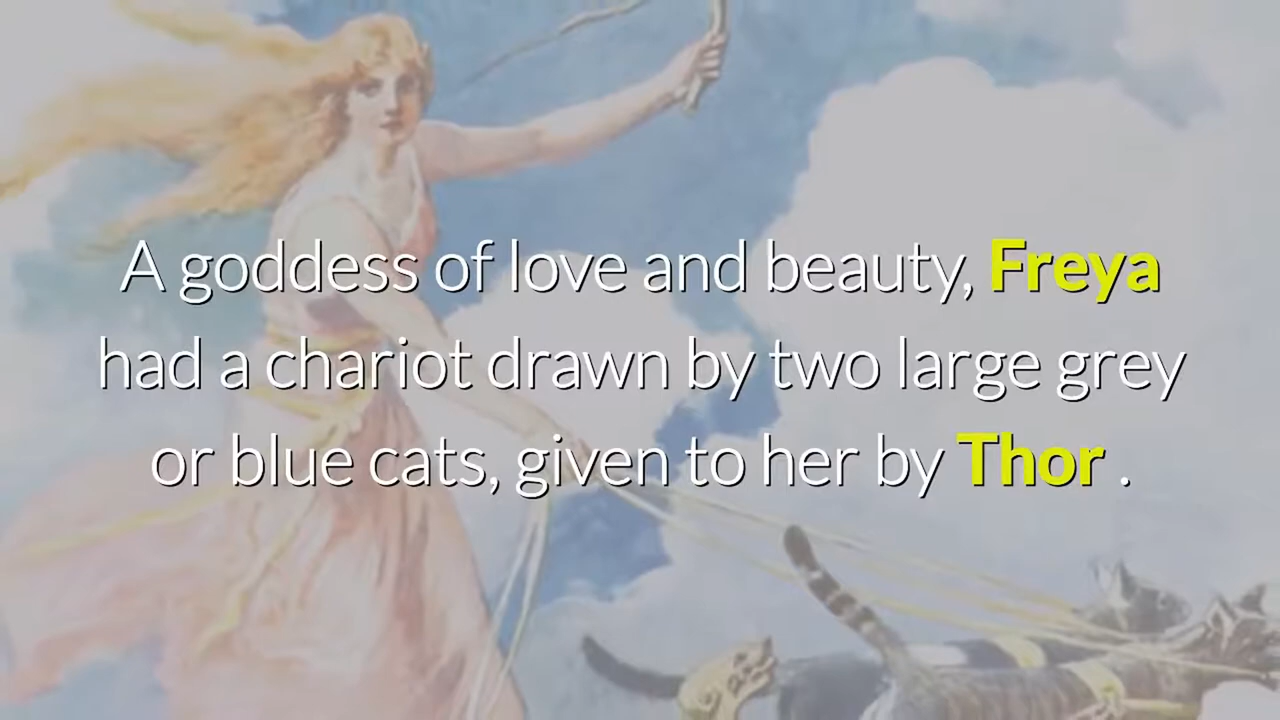 A goddess of love and beauty, Freya
had a chariot drawn by two large grey
or blue cats, given to her by Thor .